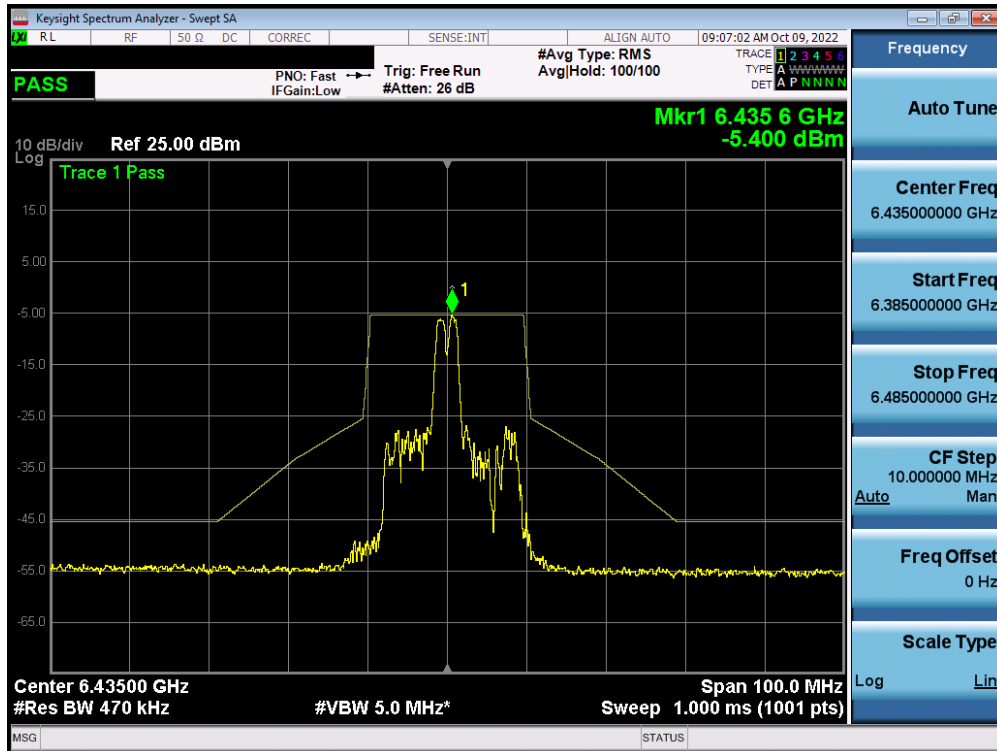 Keysight Spectrum Analyzer - Swept SA
LXI RL RF 50 Ω DC CORREC SENSE:INT ALIGN AUTO 09:07:02 AM Oct 09, 2022
PASS
PNO: Fast
IFGain:Low
Trig: Free Run
#Atten: 26 dB
#Avg Type: RMS
Avg|Hold: 100/100
TRACE 1 2 3 4 5 6
TYPE A WWWWW
DET A P N N N N
Mkr1 6.435 6 GHz
-5.400 dBm
10 dB/div Ref 25.00 dBm
Log
Trace 1 Pass
15.0
5.00
1
-5.00
-15.0
-25.0
-35.0
-45.0
-55.0
-65.0
Center 6.43500 GHz Span 100.0 MHz
#Res BW 470 kHz #VBW 5.0 MHz* Sweep 1.000 ms (1001 pts)
MSG STATUS
Frequency
Auto Tune
Center Freq
6.435000000 GHz
Start Freq
6.385000000 GHz
Stop Freq
6.485000000 GHz
CF Step
10.000000 MHz
Auto Man
Freq Offset
0 Hz
Scale Type
Log Lin